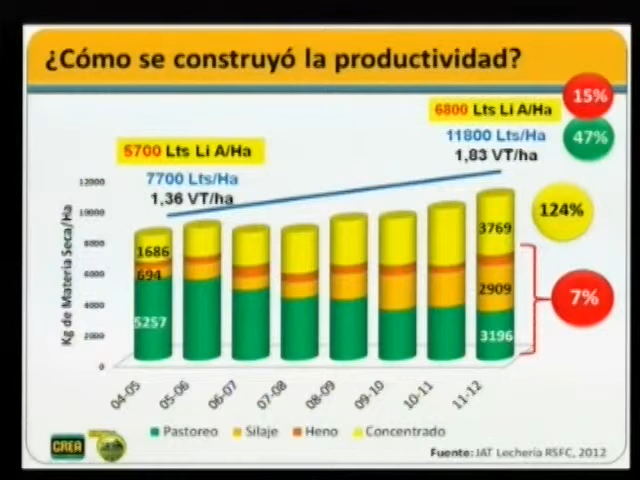 ¿Cómo se construyó la productividad?
15%
6800 Lts Li A/Ha
11800 Lts/Ha
47%
1,83 VT/ha
5700 Lts Li A/Ha
7700 Lts/Ha
1,36 VT/ha
124%
Kg de Materia Seca/Ha
12000
10000
8000
6000
4000
2000
0
1686
694
5257
3769
2909
3196
7%
04-05
05-06
06-07
07-08
08-09
09-10
10-11
11-12
Pastoreo Silaje Heno Concentrado
CREA
Fuente: JAT Lechería RSFC, 2012